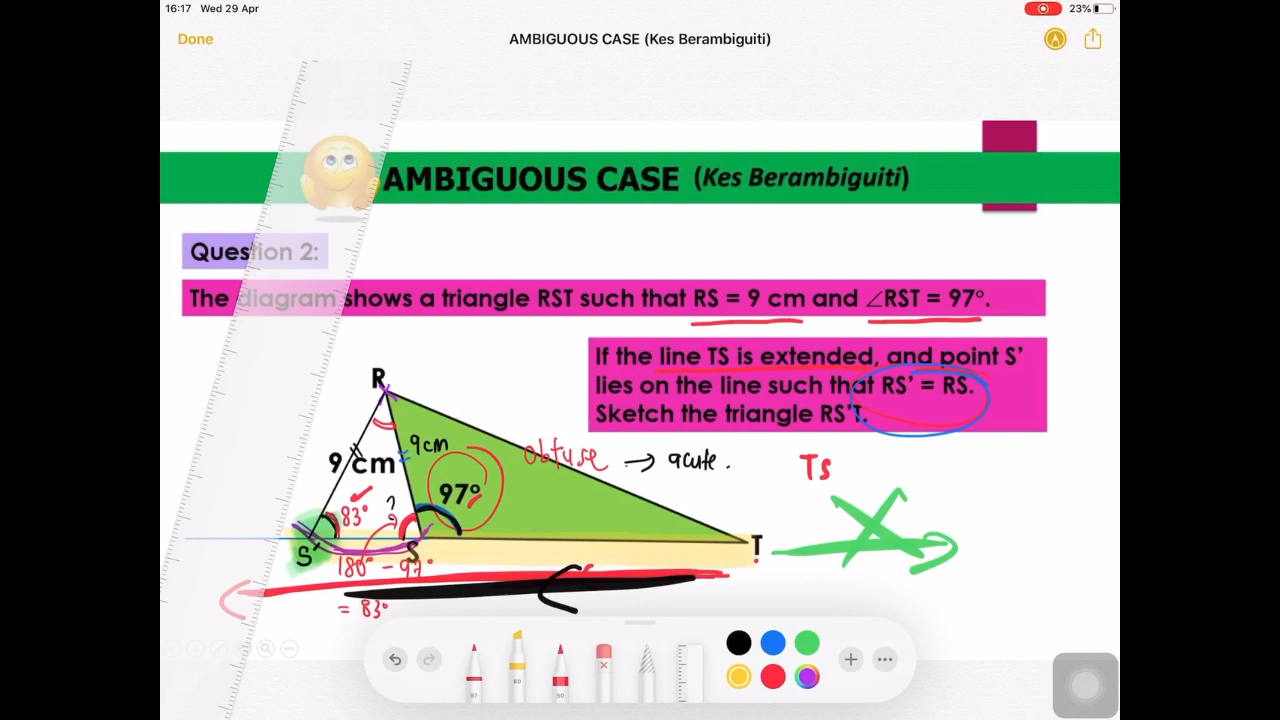 16:17 Wed 29 Apr
23%
Done
AMBIGUOUS CASE (Kes Berambiguiti)
AMBIGUOUS CASE (Kes Berambiguiti)
Question 2:
The diagram shows a triangle RST such that RS = 9 cm and ∠RST = 97°.
If the line TS is extended, and point S'
lies on the line such that RS' = RS.
Sketch the triangle RS'T.
R
9cm
9 cm
obtuse → acute.
TS
97°
83°
?
S'
S
T
180° - 97°
= 83°
97
80
50